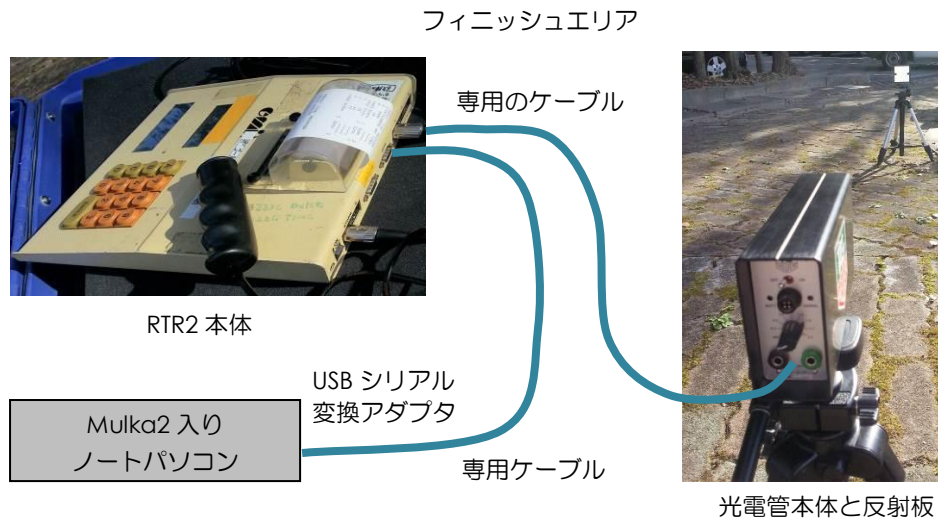 フィニッシュエリア
専用のケーブル
RTR2 本体
USB シリアル
変換アダプタ
Mulka2 入り
ノートパソコン
専用ケーブル
光電管本体と反射板